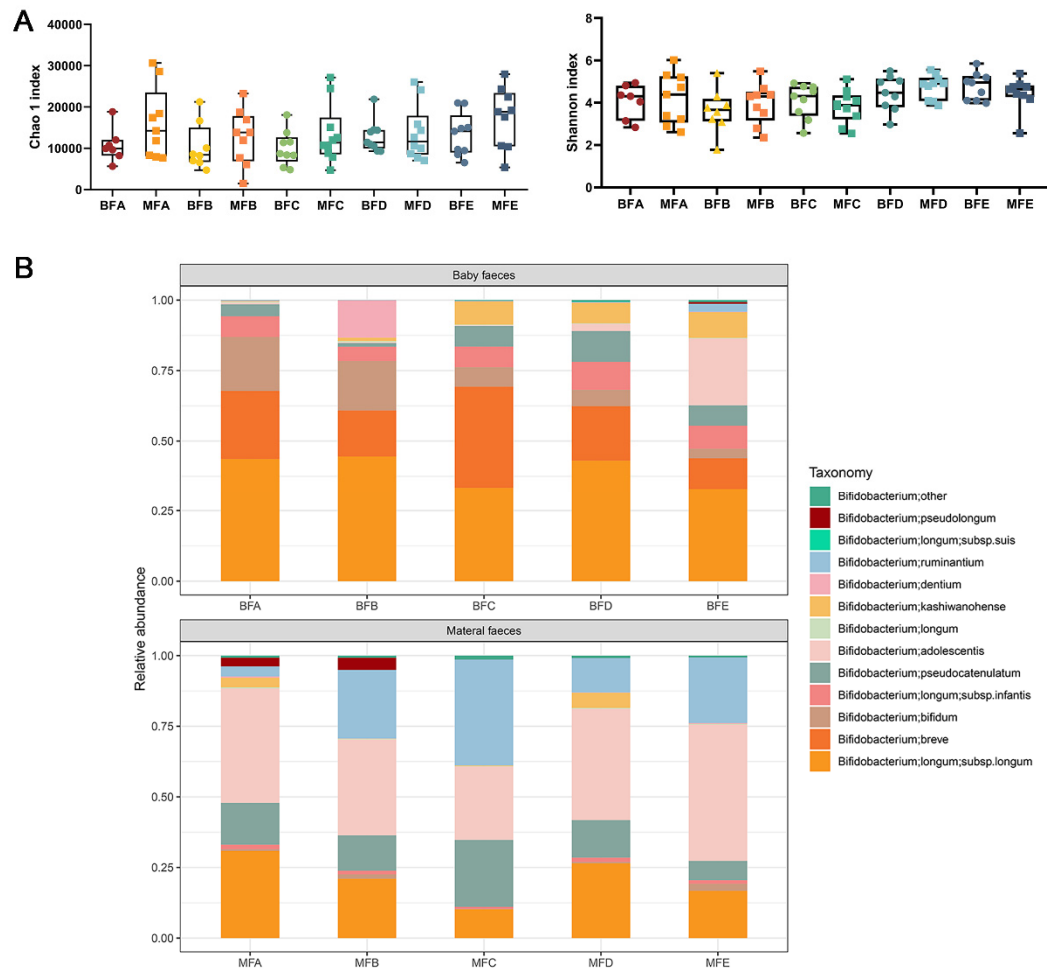 A
Chao 1 index
40000
30000
20000
10000
0
BFA MFA BFB MFB BFC MFC BFD MFD BFE MFE
Shannon index
8
6
4
2
0
BFA MFA BFB MFB BFC MFC BFD MFD BFE MFE
B
Relative abundance
Baby faeces
1.00
0.75
0.50
0.25
0.00
BFA BFB BFC BFD BFE
Materal faeces
1.00
0.75
0.50
0.25
0.00
MFA MFB MFC MFD MFE
Taxonomy
Bifidobacterium;other
Bifidobacterium;pseudolongum
Bifidobacterium;longum;subsp.suis
Bifidobacterium;ruminantium
Bifidobacterium;dentium
Bifidobacterium;kashiwanohense
Bifidobacterium;longum
Bifidobacterium;adolescentis
Bifidobacterium;pseudocatenulatum
Bifidobacterium;longum;subsp.infantis
Bifidobacterium;bifidum
Bifidobacterium;breve
Bifidobacterium;longum;subsp.longum